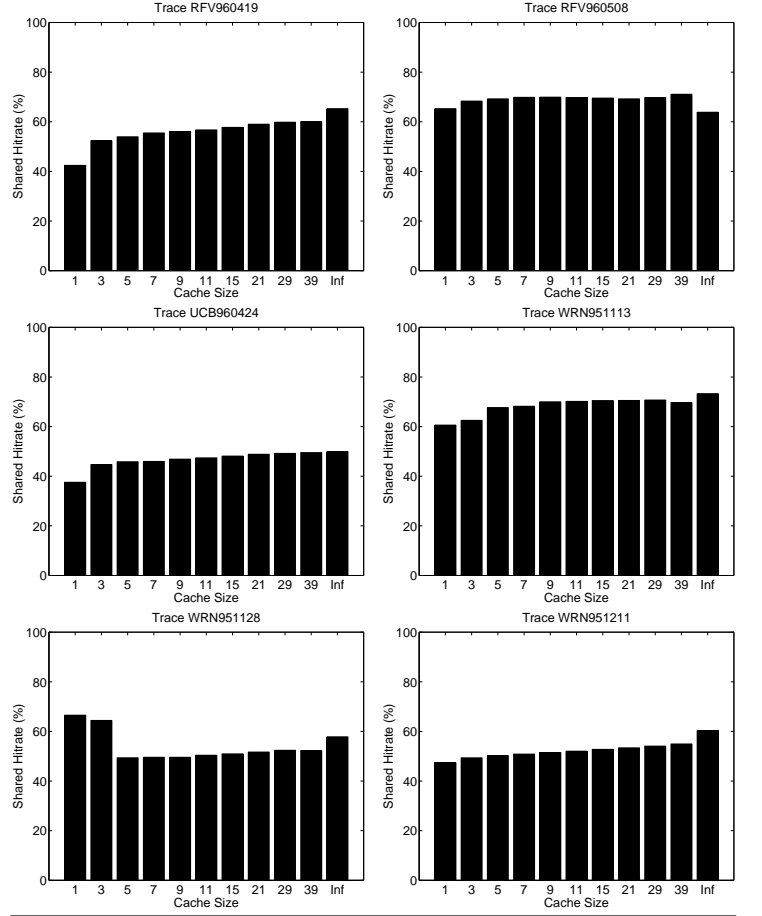 Trace RFV960419
Shared Hitrate (%)
100
80
60
40
20
0
1 3 5 7 9 11 15 21 29 39 Inf
Cache Size
Trace RFV960508
Shared Hitrate (%)
100
80
60
40
20
0
1 3 5 7 9 11 15 21 29 39 Inf
Cache Size
Trace UCB960424
Shared Hitrate (%)
100
80
60
40
20
0
1 3 5 7 9 11 15 21 29 39 Inf
Cache Size
Trace WRN951113
Shared Hitrate (%)
100
80
60
40
20
0
1 3 5 7 9 11 15 21 29 39 Inf
Cache Size
Trace WRN951128
Shared Hitrate (%)
100
80
60
40
20
0
1 3 5 7 9 11 15 21 29 39 Inf
Cache Size
Trace WRN951211
Shared Hitrate (%)
100
80
60
40
20
0
1 3 5 7 9 11 15 21 29 39 Inf
Cache Size